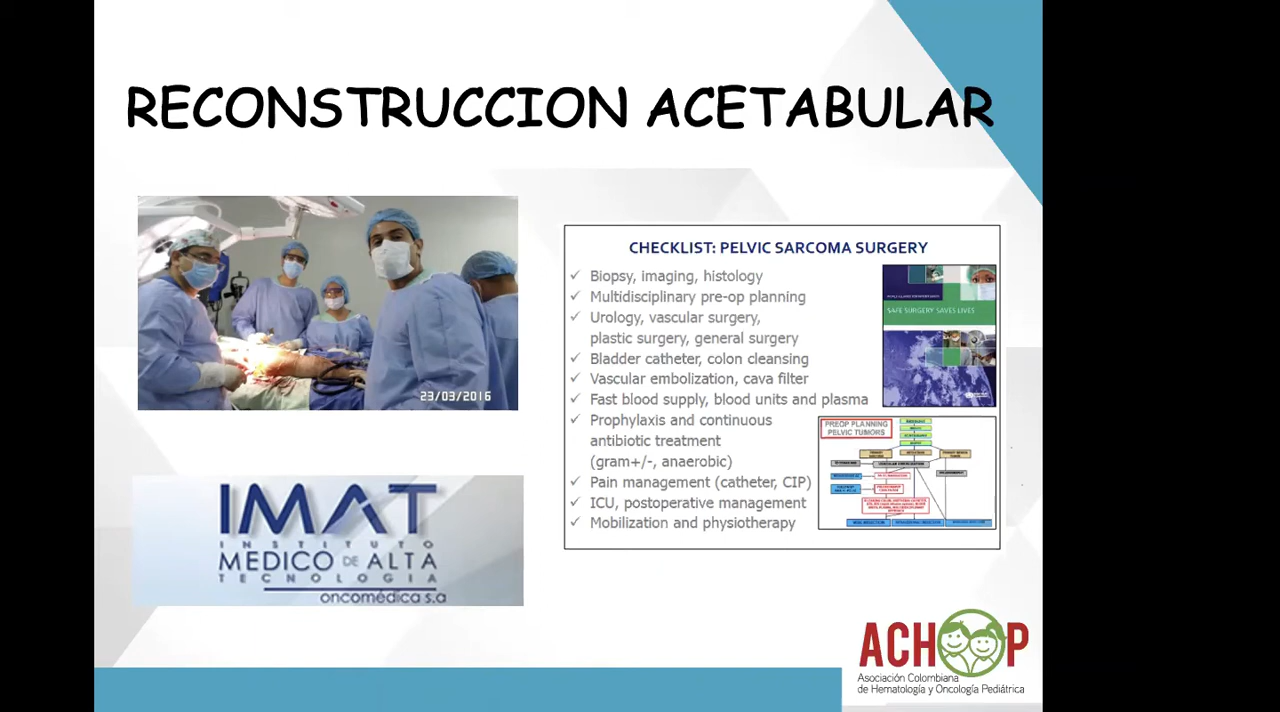 RECONSTRUCCION ACETABULAR
23/03/2016
IMAT
INSTITUTO
MEDICO DE ALTA
TECNOLOGIA
oncomédica s.a
CHECKLIST: PELVIC SARCOMA SURGERY
✓ Biopsy, imaging, histology
✓ Multidisciplinary pre-op planning
✓ Urology, vascular surgery,
plastic surgery, general surgery
✓ Bladder catheter, colon cleansing
✓ Vascular embolization, cava filter
✓ Fast blood supply, blood units and plasma
✓ Prophylaxis and continuous
antibiotic treatment
(gram+/-, anaerobic)
✓ Pain management (catheter, CIP)
✓ ICU, postoperative management
✓ Mobilization and physiotherapy
SAFE SURGERY SAVES LIVES
PREOP PLANNING
PELVIC TUMORS
ACHOP
Asociación Colombiana
de Hematología y Oncología Pediátrica